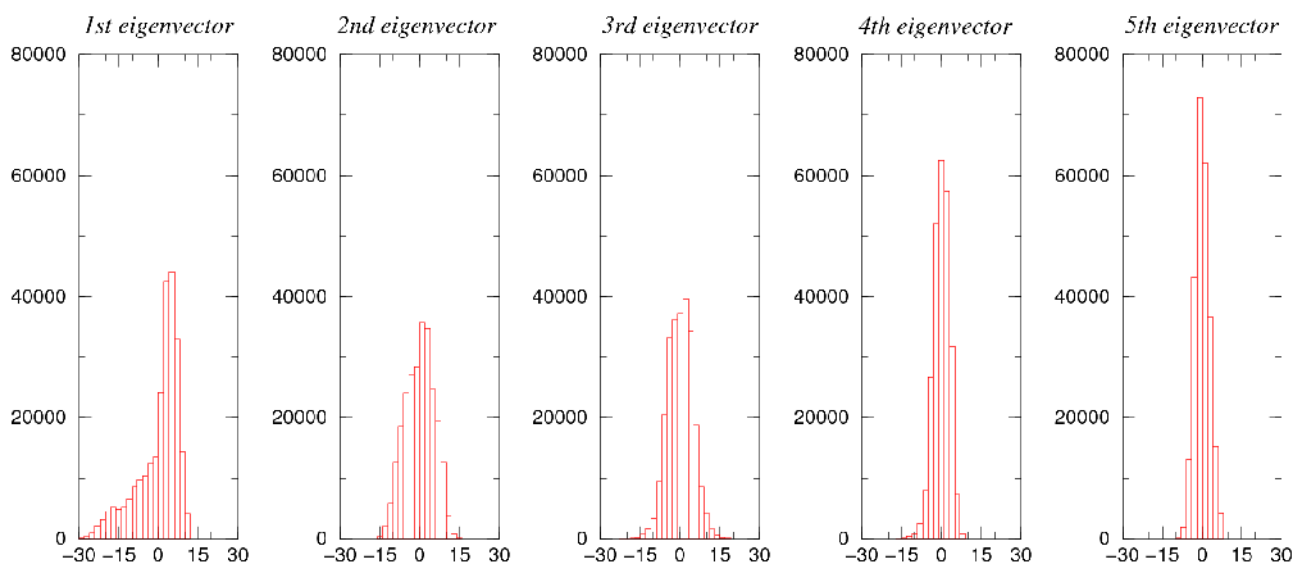 1st eigenvector 2nd eigenvector 3rd eigenvector 4th eigenvector 5th eigenvector
80000 80000 80000 80000 80000
60000 60000 60000 60000 60000
40000 40000 40000 40000 40000
20000 20000 20000 20000 20000
0 0 0 0 0
−30 −15 0 15 30 −30 −15 0 15 30 −30 −15 0 15 30 −30 −15 0 15 30 −30 −15 0 15 30